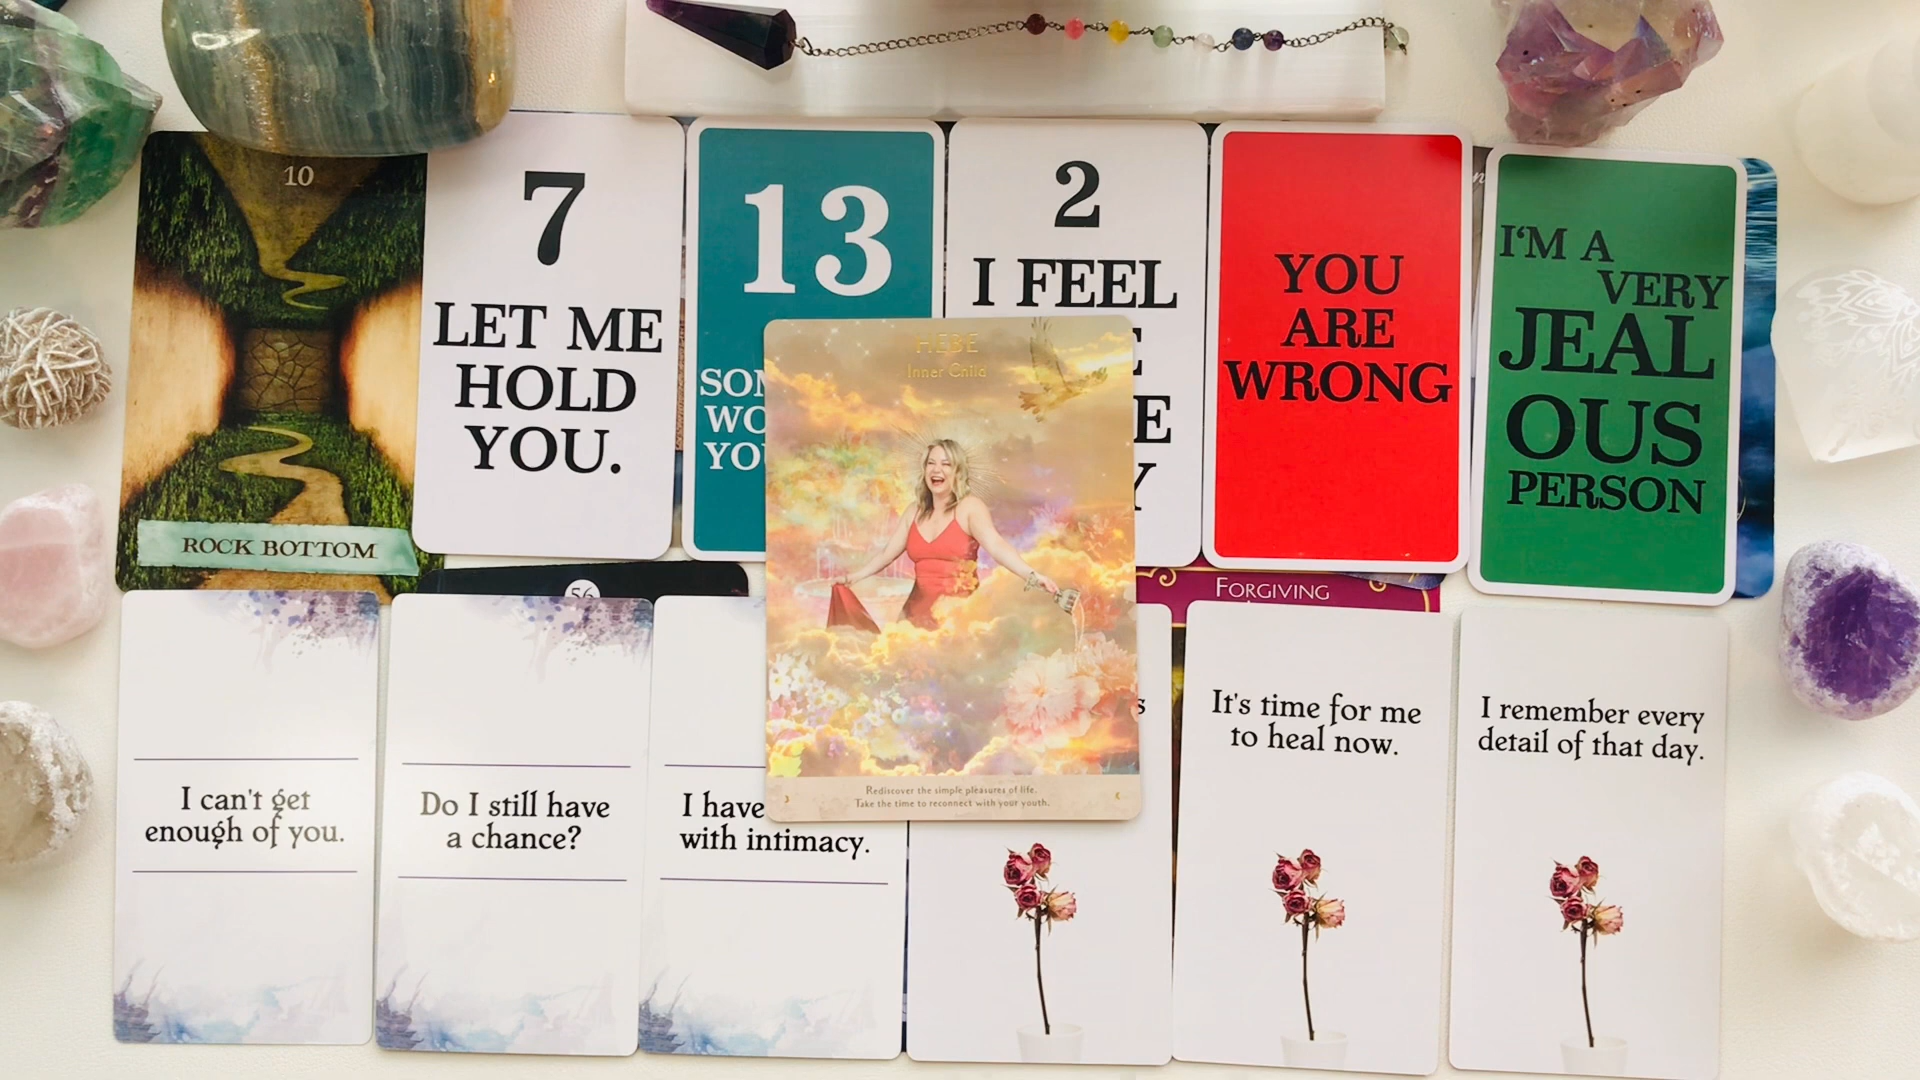 10
ROCK BOTTOM
7
LET ME
HOLD
YOU.
13
2
I FEEL
E
E
Y
YOU
ARE
WRONG
I'M A
VERY
JEAL
OUS
PERSON
HEBE
Inner Child
Rediscover the simple pleasures of life.
Take the time to reconnect with your youth.
56
FORGIVING
I can't get
enough of you.
Do I still have
a chance?
I have
with intimacy.
s
It's time for me
to heal now.
I remember every
detail of that day.